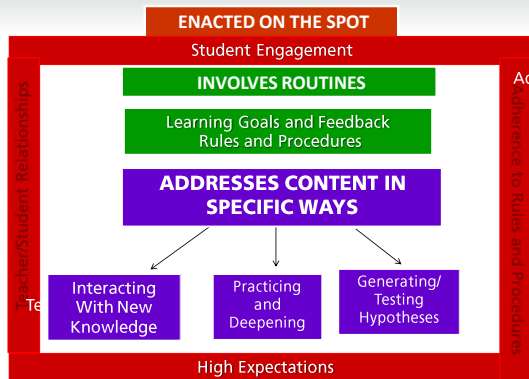 ENACTED ON THE SPOT
Student Engagement
Ad
INVOLVES ROUTINES
Learning Goals and Feedback
Rules and Procedures
Teacher/Student Relationships
Adherence to Rules and Procedures
ADDRESSES CONTENT IN
SPECIFIC WAYS
Interacting
With New
Knowledge
Practicing
and
Deepening
Generating/
Testing
Hypotheses
Te
High Expectations